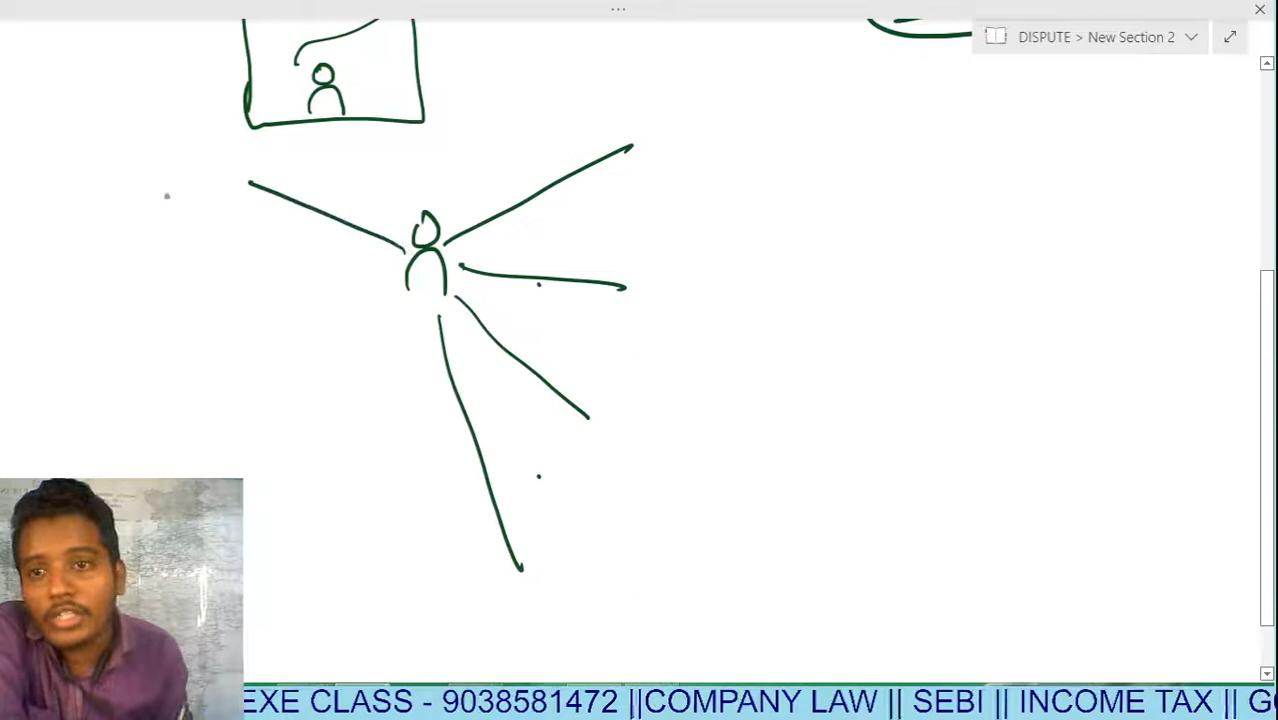 DISPUTE > New Section 2
EXE CLASS - 9038581472 ||COMPANY LAW || SEBI || INCOME TAX ||